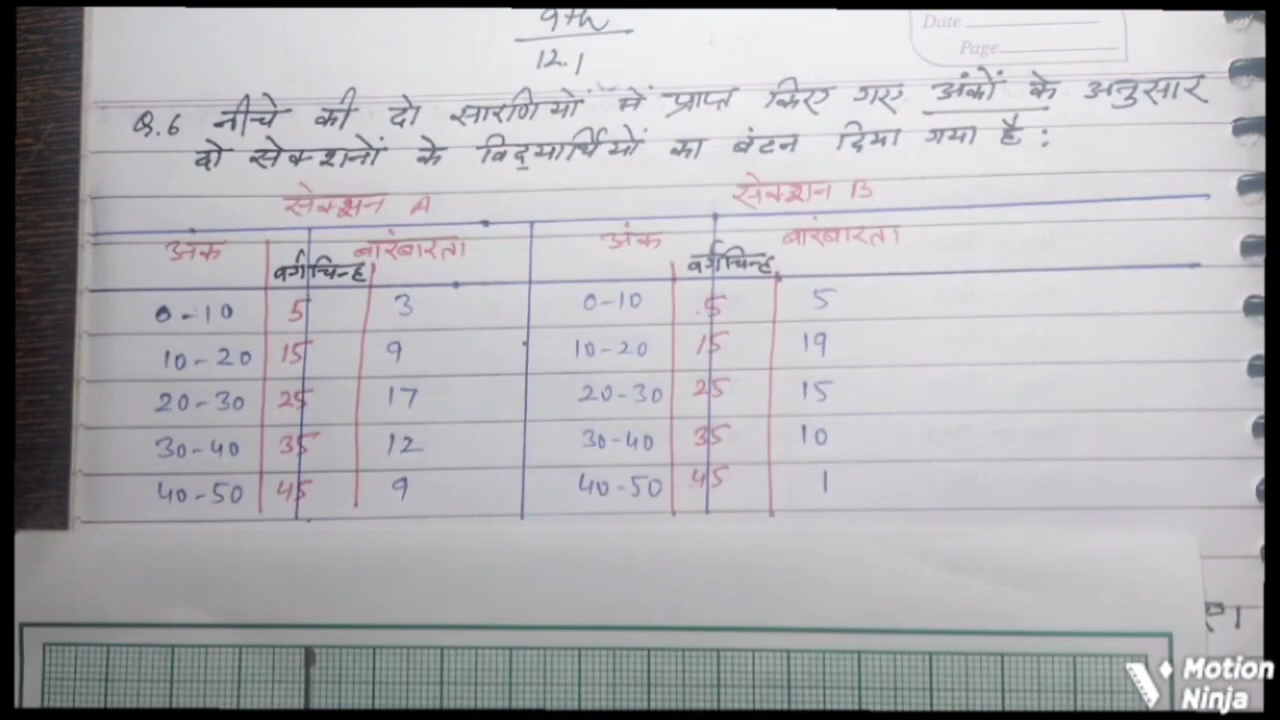 9th
12.1
Date
Page
Q.6 नीचे की दो सारणियों में प्राप्त किए गए अंकों के अनुसार
दो सेक्शनों के विद्यार्थियों का बंटन दिया गया है :
सेक्शन A सेक्शन B
अंक वर्ग चिन्ह बारंबारता अंक वर्ग चिन्ह बारंबारता
0-10 5 3 0-10 5 5
10-20 15 9 10-20 15 19
20-30 25 17 20-30 25 15
30-40 35 12 30-40 35 10
40-50 45 9 40-50 45 1
Motion
Ninja